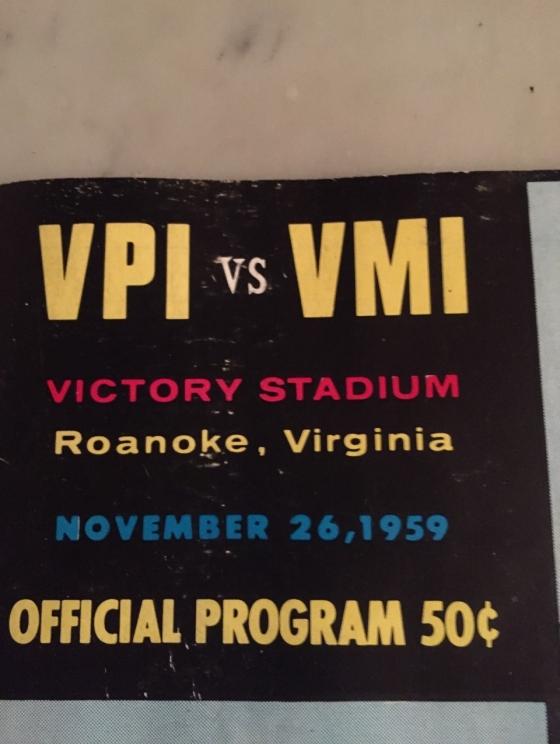 VPI vs VMI
VICTORY STADIUM
Roanoke, Virginia
NOVEMBER 26,1959
OFFICIAL PROGRAM 50¢